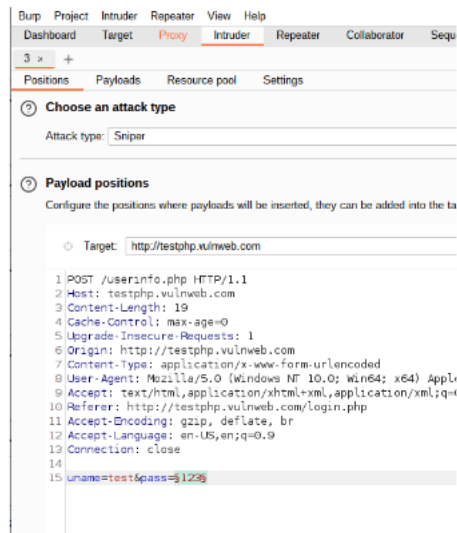 Burp Project Intruder Repeater View Help
Dashboard Target Proxy Intruder Repeater Collaborator
3 × +
Positions Payloads Resource pool Settings
? Choose an attack type
Attack type: Sniper
? Payload positions
Configure the positions where payloads will be inserted, they can be added into the ta
Target: http://testphp.vulnweb.com
1 POST /userinfo.php HTTP/1.1
2 Host: testphp.vulnweb.com
3 Content-Length: 19
4 Cache-Control: max-age=0
5 Upgrade-Insecure-Requests: 1
6 Origin: http://testphp.vulnweb.com
7 Content-Type: application/x-www-form-urlencoded
8 User-Agent: Mozilla/5.0 (Windows NT 10.0; Win64; x64) Apple
9 Accept: text/html,application/xhtml+xml,application/xml;q=
10 Referer: http://testphp.vulnweb.com/login.php
11 Accept-Encoding: gzip, deflate, br
12 Accept-Language: en-US,en;q=0.9
13 Connection: close
14
15 uname=test&pass=§123§